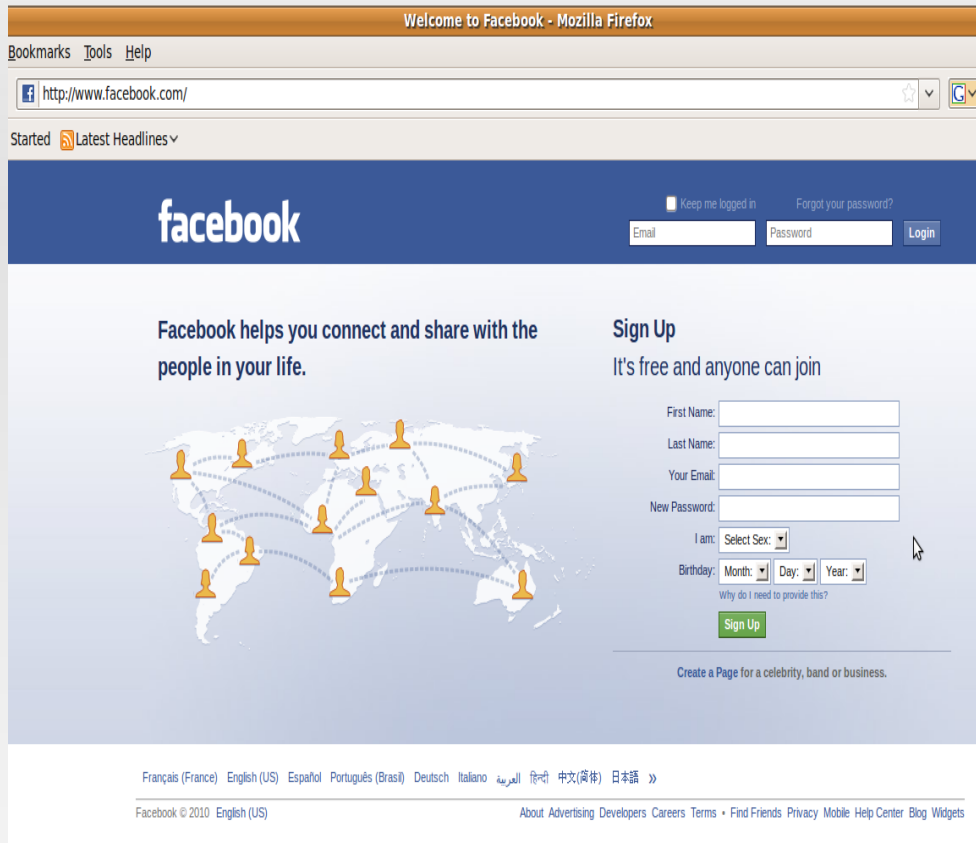 Welcome to Facebook - Mozilla Firefox
Bookmarks Tools Help
http://www.facebook.com/
Started Latest Headlines
facebook
Keep me logged in Forgot your password?
Email Password Login
Facebook helps you connect and share with the
people in your life.
Sign Up
It's free and anyone can join
First Name:
Last Name:
Your Email:
New Password:
I am: Select Sex:
Birthday: Month: Day: Year:
Why do I need to provide this?
Sign Up
Create a Page for a celebrity, band or business.
Français (France) English (US) Español Português (Brasil) Deutsch Italiano العربية हिन्दी 中文(简体) 日本語 »
Facebook © 2010 English (US) About Advertising Developers Careers Terms • Find Friends Privacy Mobile Help Center Blog Widgets